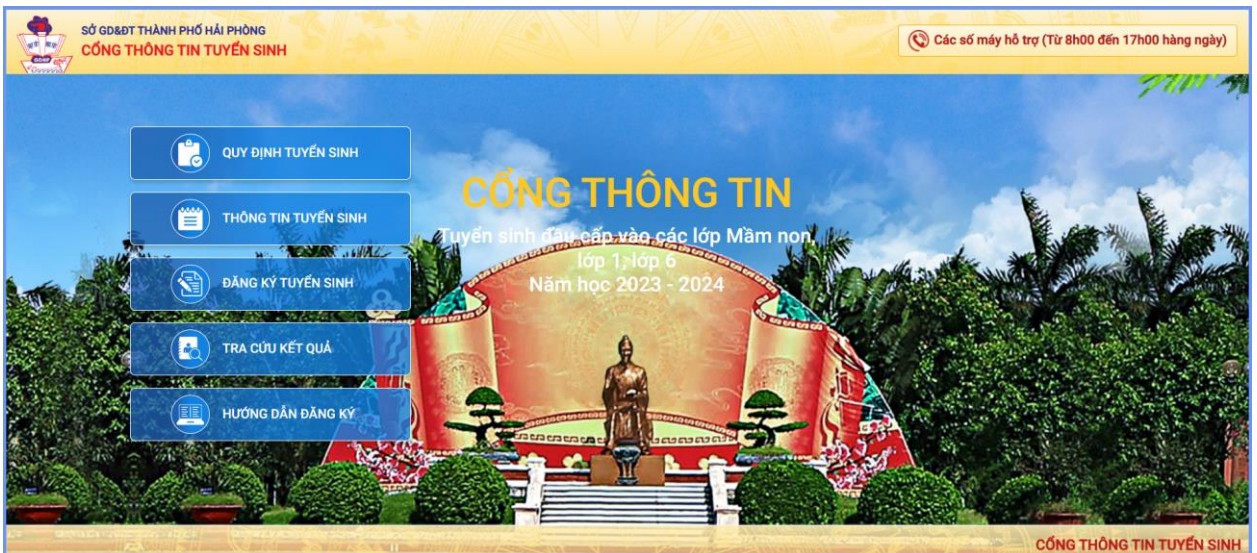 SỞ GD&ĐT THÀNH PHỐ HẢI PHÒNG
CỔNG THÔNG TIN TUYỂN SINH
Các số máy hỗ trợ (Từ 8h00 đến 17h00 hàng ngày)
QUY ĐỊNH TUYỂN SINH
THÔNG TIN TUYỂN SINH
ĐĂNG KÝ TUYỂN SINH
TRA CỨU KẾT QUẢ
HƯỚNG DẪN ĐĂNG KÝ
CỔNG THÔNG TIN
Tuyển sinh đầu cấp vào các lớp Mầm non,
lớp 1, lớp 6
Năm học 2023 - 2024
CỔNG THÔNG TIN TUYỂN SINH